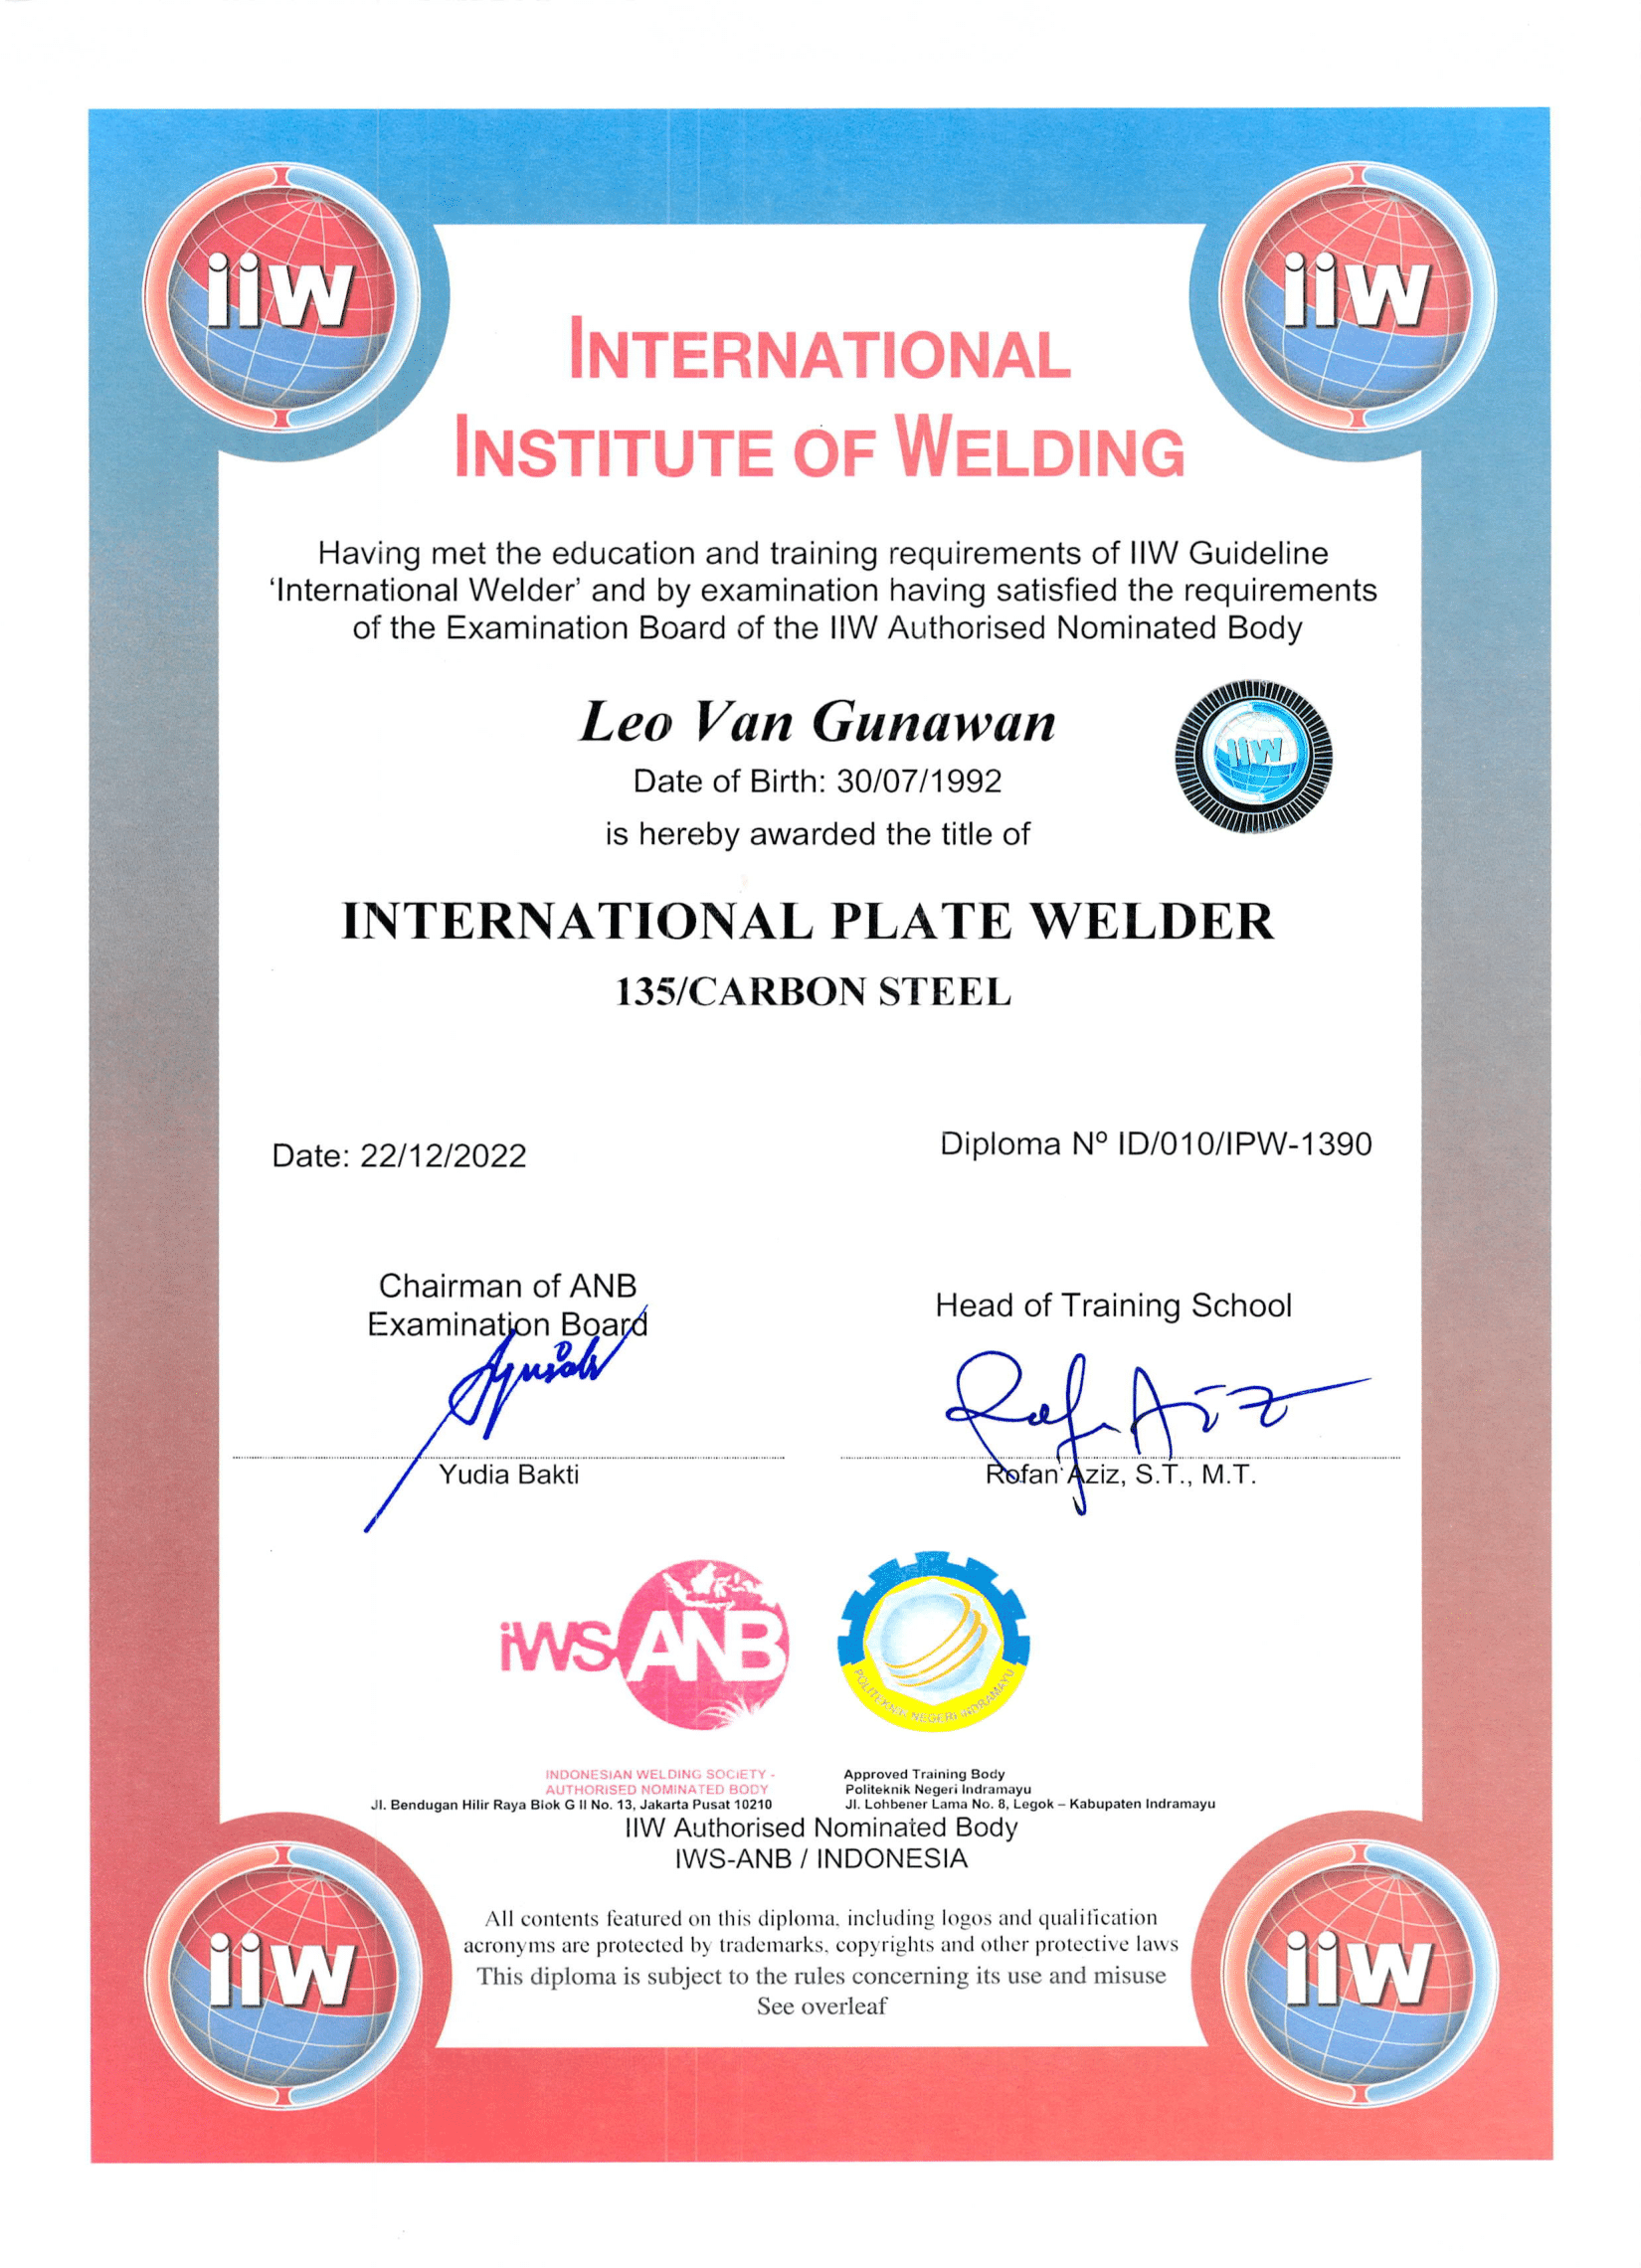 iiw
iiw
INTERNATIONAL
INSTITUTE OF WELDING
Having met the education and training requirements of IIW Guideline
‘International Welder’ and by examination having satisfied the requirements
of the Examination Board of the IIW Authorised Nominated Body
Leo Van Gunawan
iiw
Date of Birth: 30/07/1992
is hereby awarded the title of
INTERNATIONAL PLATE WELDER
135/CARBON STEEL
Date: 22/12/2022
Diploma Nº ID/010/IPW-1390
Chairman of ANB
Examination Board
Head of Training School
Yudia Bakti
Rofan Aziz, S.T., M.T.
iWS ANB
POLITEKNIK NEGERI INDRAMAYU
INDONESIAN WELDING SOCIETY -
AUTHORISED NOMINATED BODY
Jl. Bendugan Hilir Raya Blok G II No. 13, Jakarta Pusat 10210
Approved Training Body
Politeknik Negeri Indramayu
Jl. Lohbener Lama No. 8, Legok – Kabupaten Indramayu
IIW Authorised Nominated Body
IWS-ANB / INDONESIA
All contents featured on this diploma, including logos and qualification
acronyms are protected by trademarks, copyrights and other protective laws
This diploma is subject to the rules concerning its use and misuse
See overleaf
iiw
iiw